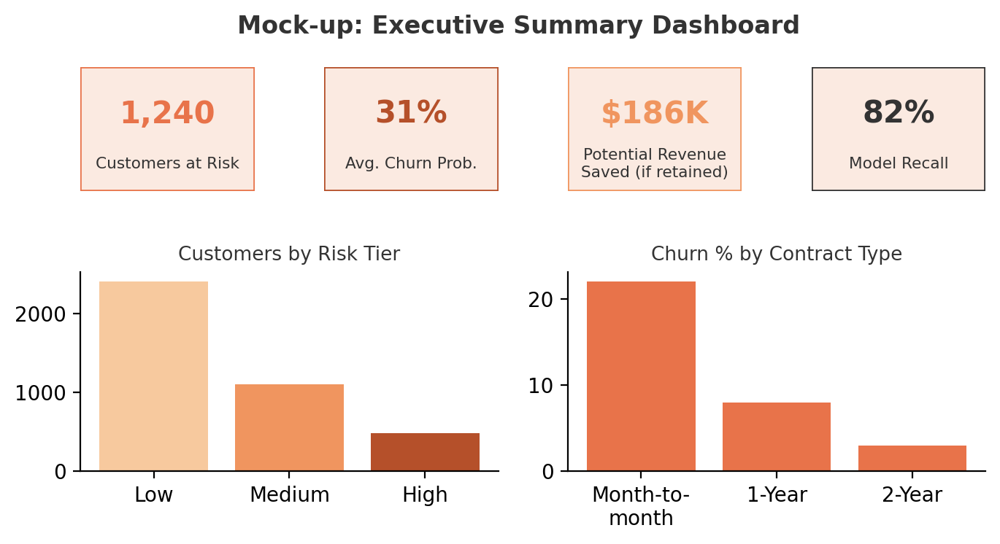 Mock-up: Executive Summary Dashboard
1,240
Customers at Risk
31%
Avg. Churn Prob.
$186K
Potential Revenue
Saved (if retained)
82%
Model Recall
Customers by Risk Tier
2000
1000
0
Low
Medium
High
Churn % by Contract Type
20
10
0
Month-to-
month
1-Year
2-Year